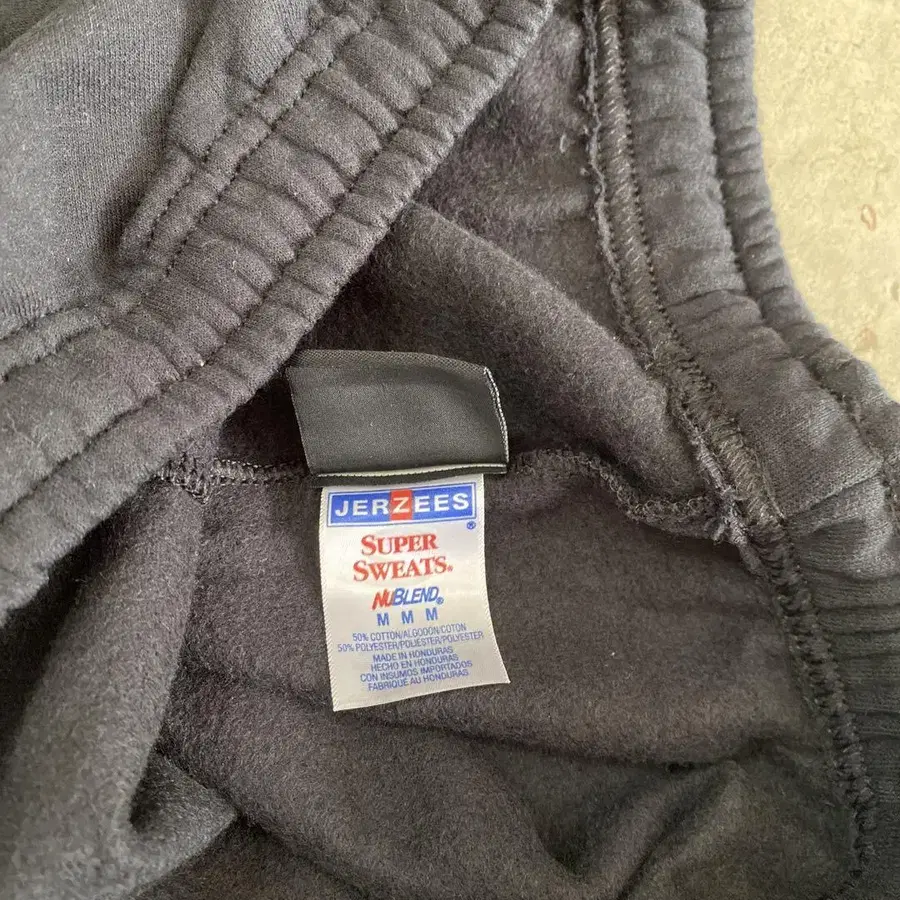 JERZEES
®
SUPER
SWEATS®
NUBLEND®
M M M
50% COTTON/ALGODON/COTON
50% POLYESTER/POLIESTER/POLYESTER
MADE IN HONDURAS
HECHO EN HONDURAS
CON INSUMOS IMPORTADOS
FABRIQUÉ AU HONDURAS